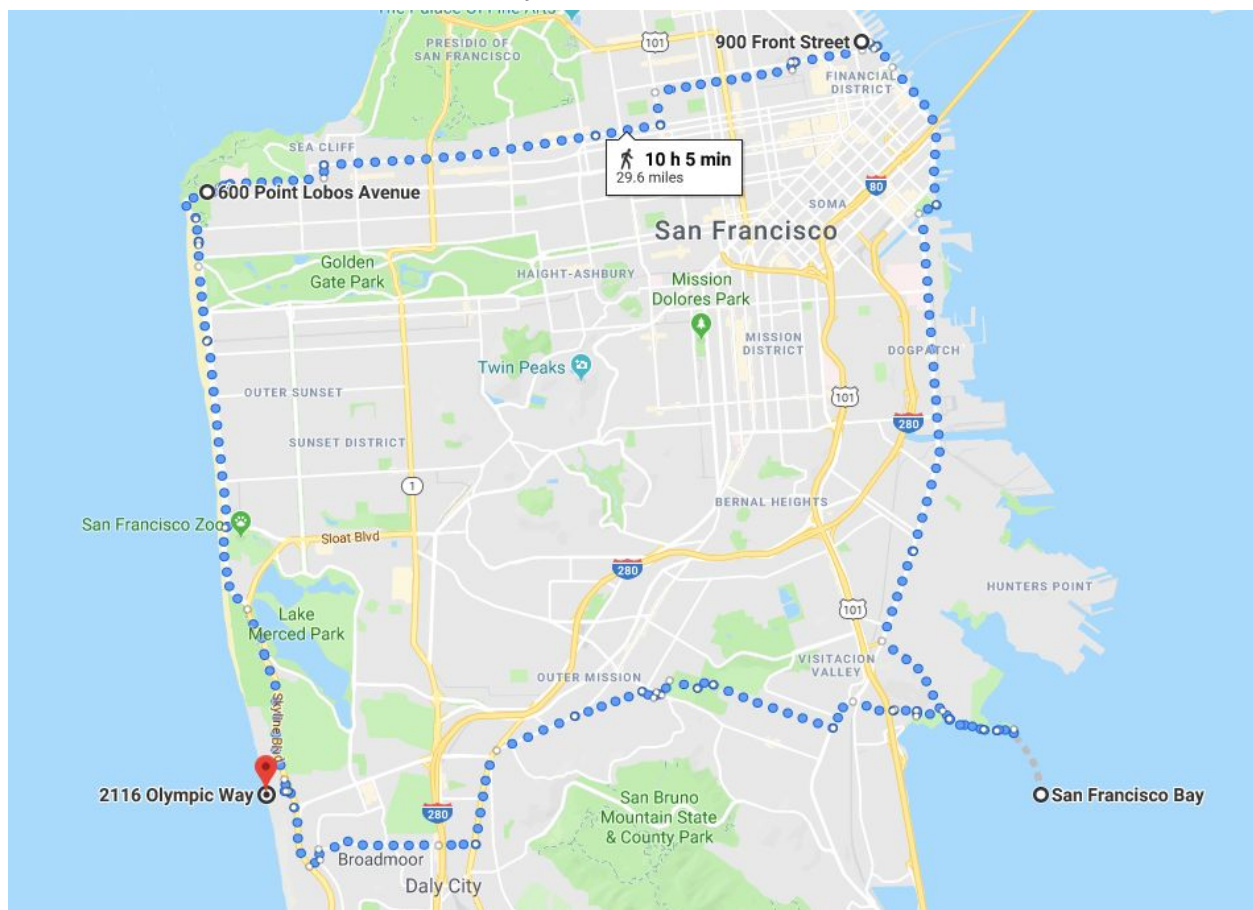 The Palace Of Fine Arts
PRESIDIO OF
SAN FRANCISCO
101
900 Front Street
FINANCIAL
DISTRICT
SEA CLIFF
10 h 5 min
29.6 miles
600 Point Lobos Avenue
80
SOMA
San Francisco
Golden
Gate Park
HAIGHT-ASHBURY
Mission
Dolores Park
MISSION
DISTRICT
DOGPATCH
Twin Peaks
OUTER SUNSET
101
280
SUNSET DISTRICT
1
BERNAL HEIGHTS
San Francisco Zoo
Sloat Blvd
280
HUNTERS POINT
101
Lake
Merced Park
VISITACION
VALLEY
OUTER MISSION
Skyline Blvd
2116 Olympic Way
San Francisco Bay
280
San Bruno
Mountain State
& County Park
Broadmoor
Daly City